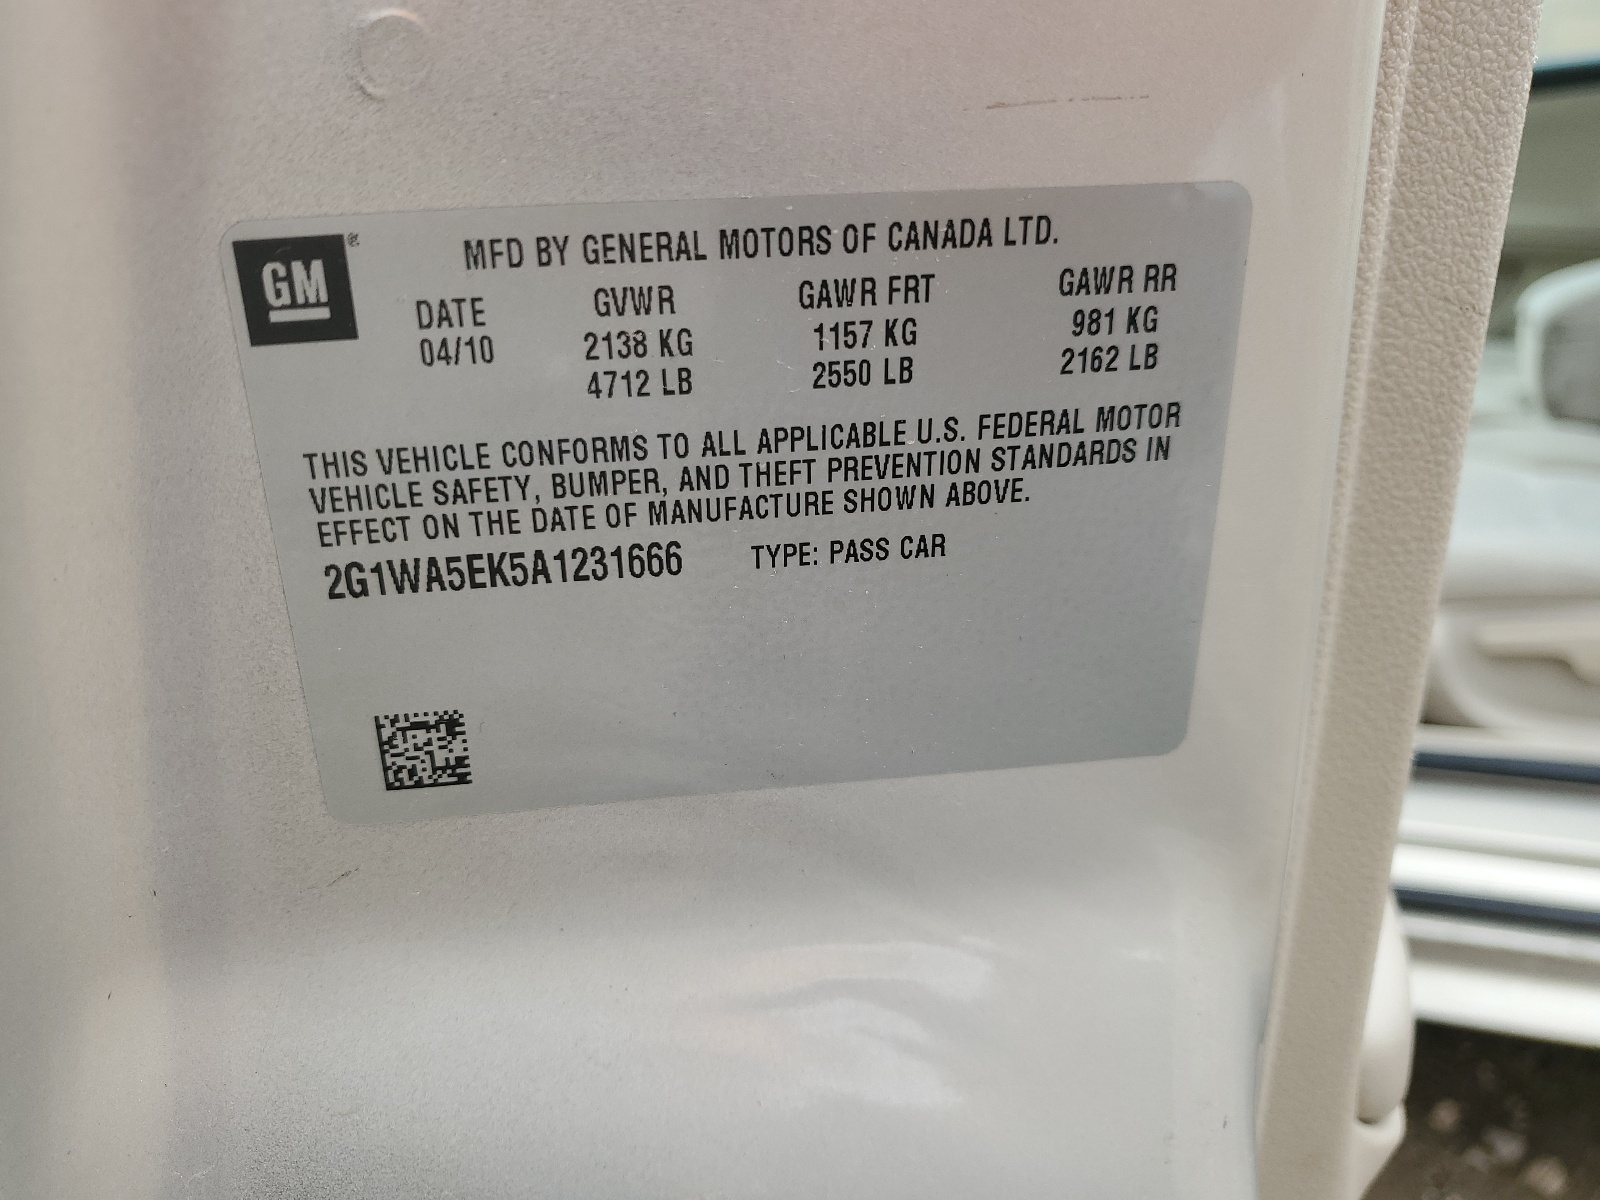 GM®
MFD BY GENERAL MOTORS OF CANADA LTD.
DATE GVWR GAWR FRT GAWR RR
04/10 2138 KG 1157 KG 981 KG
4712 LB 2550 LB 2162 LB
THIS VEHICLE CONFORMS TO ALL APPLICABLE U.S. FEDERAL MOTOR
VEHICLE SAFETY, BUMPER, AND THEFT PREVENTION STANDARDS IN
EFFECT ON THE DATE OF MANUFACTURE SHOWN ABOVE.
2G1WA5EK5A1231666 TYPE: PASS CAR